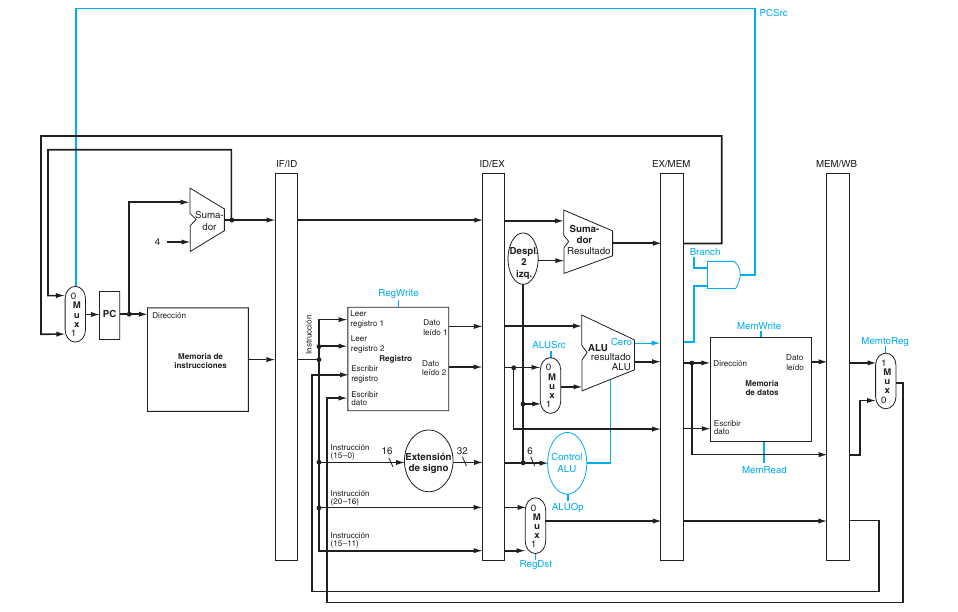 PCSrc
IF/ID
ID/EX
EX/MEM
MEM/WB
Suma-
dor
4
Suma-
dor
Resultado
Despl.
2
izq.
Branch
0
M
u
x
1
PC
Dirección
Memoria de
instrucciones
Instrucción
RegWrite
Leer
registro 1
Leer
registro 2
Escribir
registro
Escribir
dato
Registro
Dato
leído 1
Dato
leído 2
ALUSrc
0
M
u
x
1
ALU
Cero
resultado
ALU
MemWrite
Dirección
Dato
leído
Memoria
de datos
Escribir
dato
MemRead
MemtoReg
1
M
u
x
0
Instrucción
(15–0)
16
Extensión
de signo
32
6
Control
ALU
ALUOp
Instrucción
(20–16)
Instrucción
(15–11)
0
M
u
x
1
RegDst